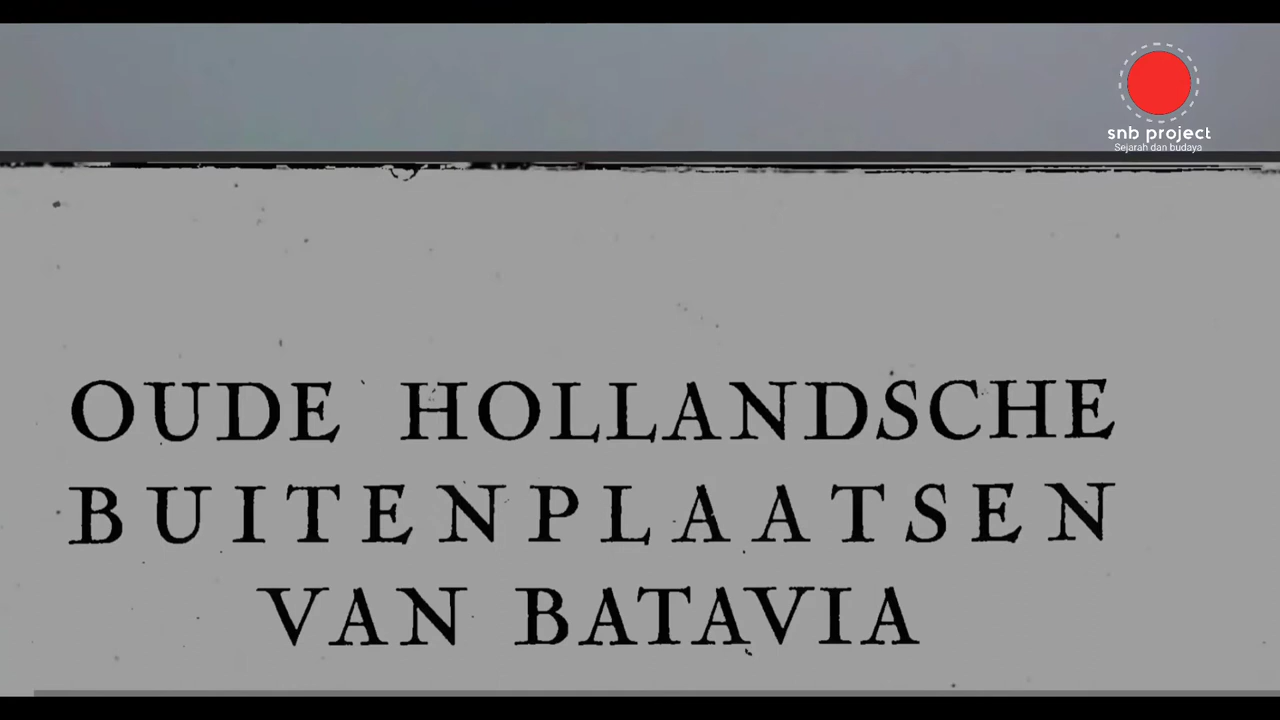 snb project
Sejarah dan budaya
OUDE HOLLANDSCHE
BUITENPLAATSEN
VAN BATAVIA